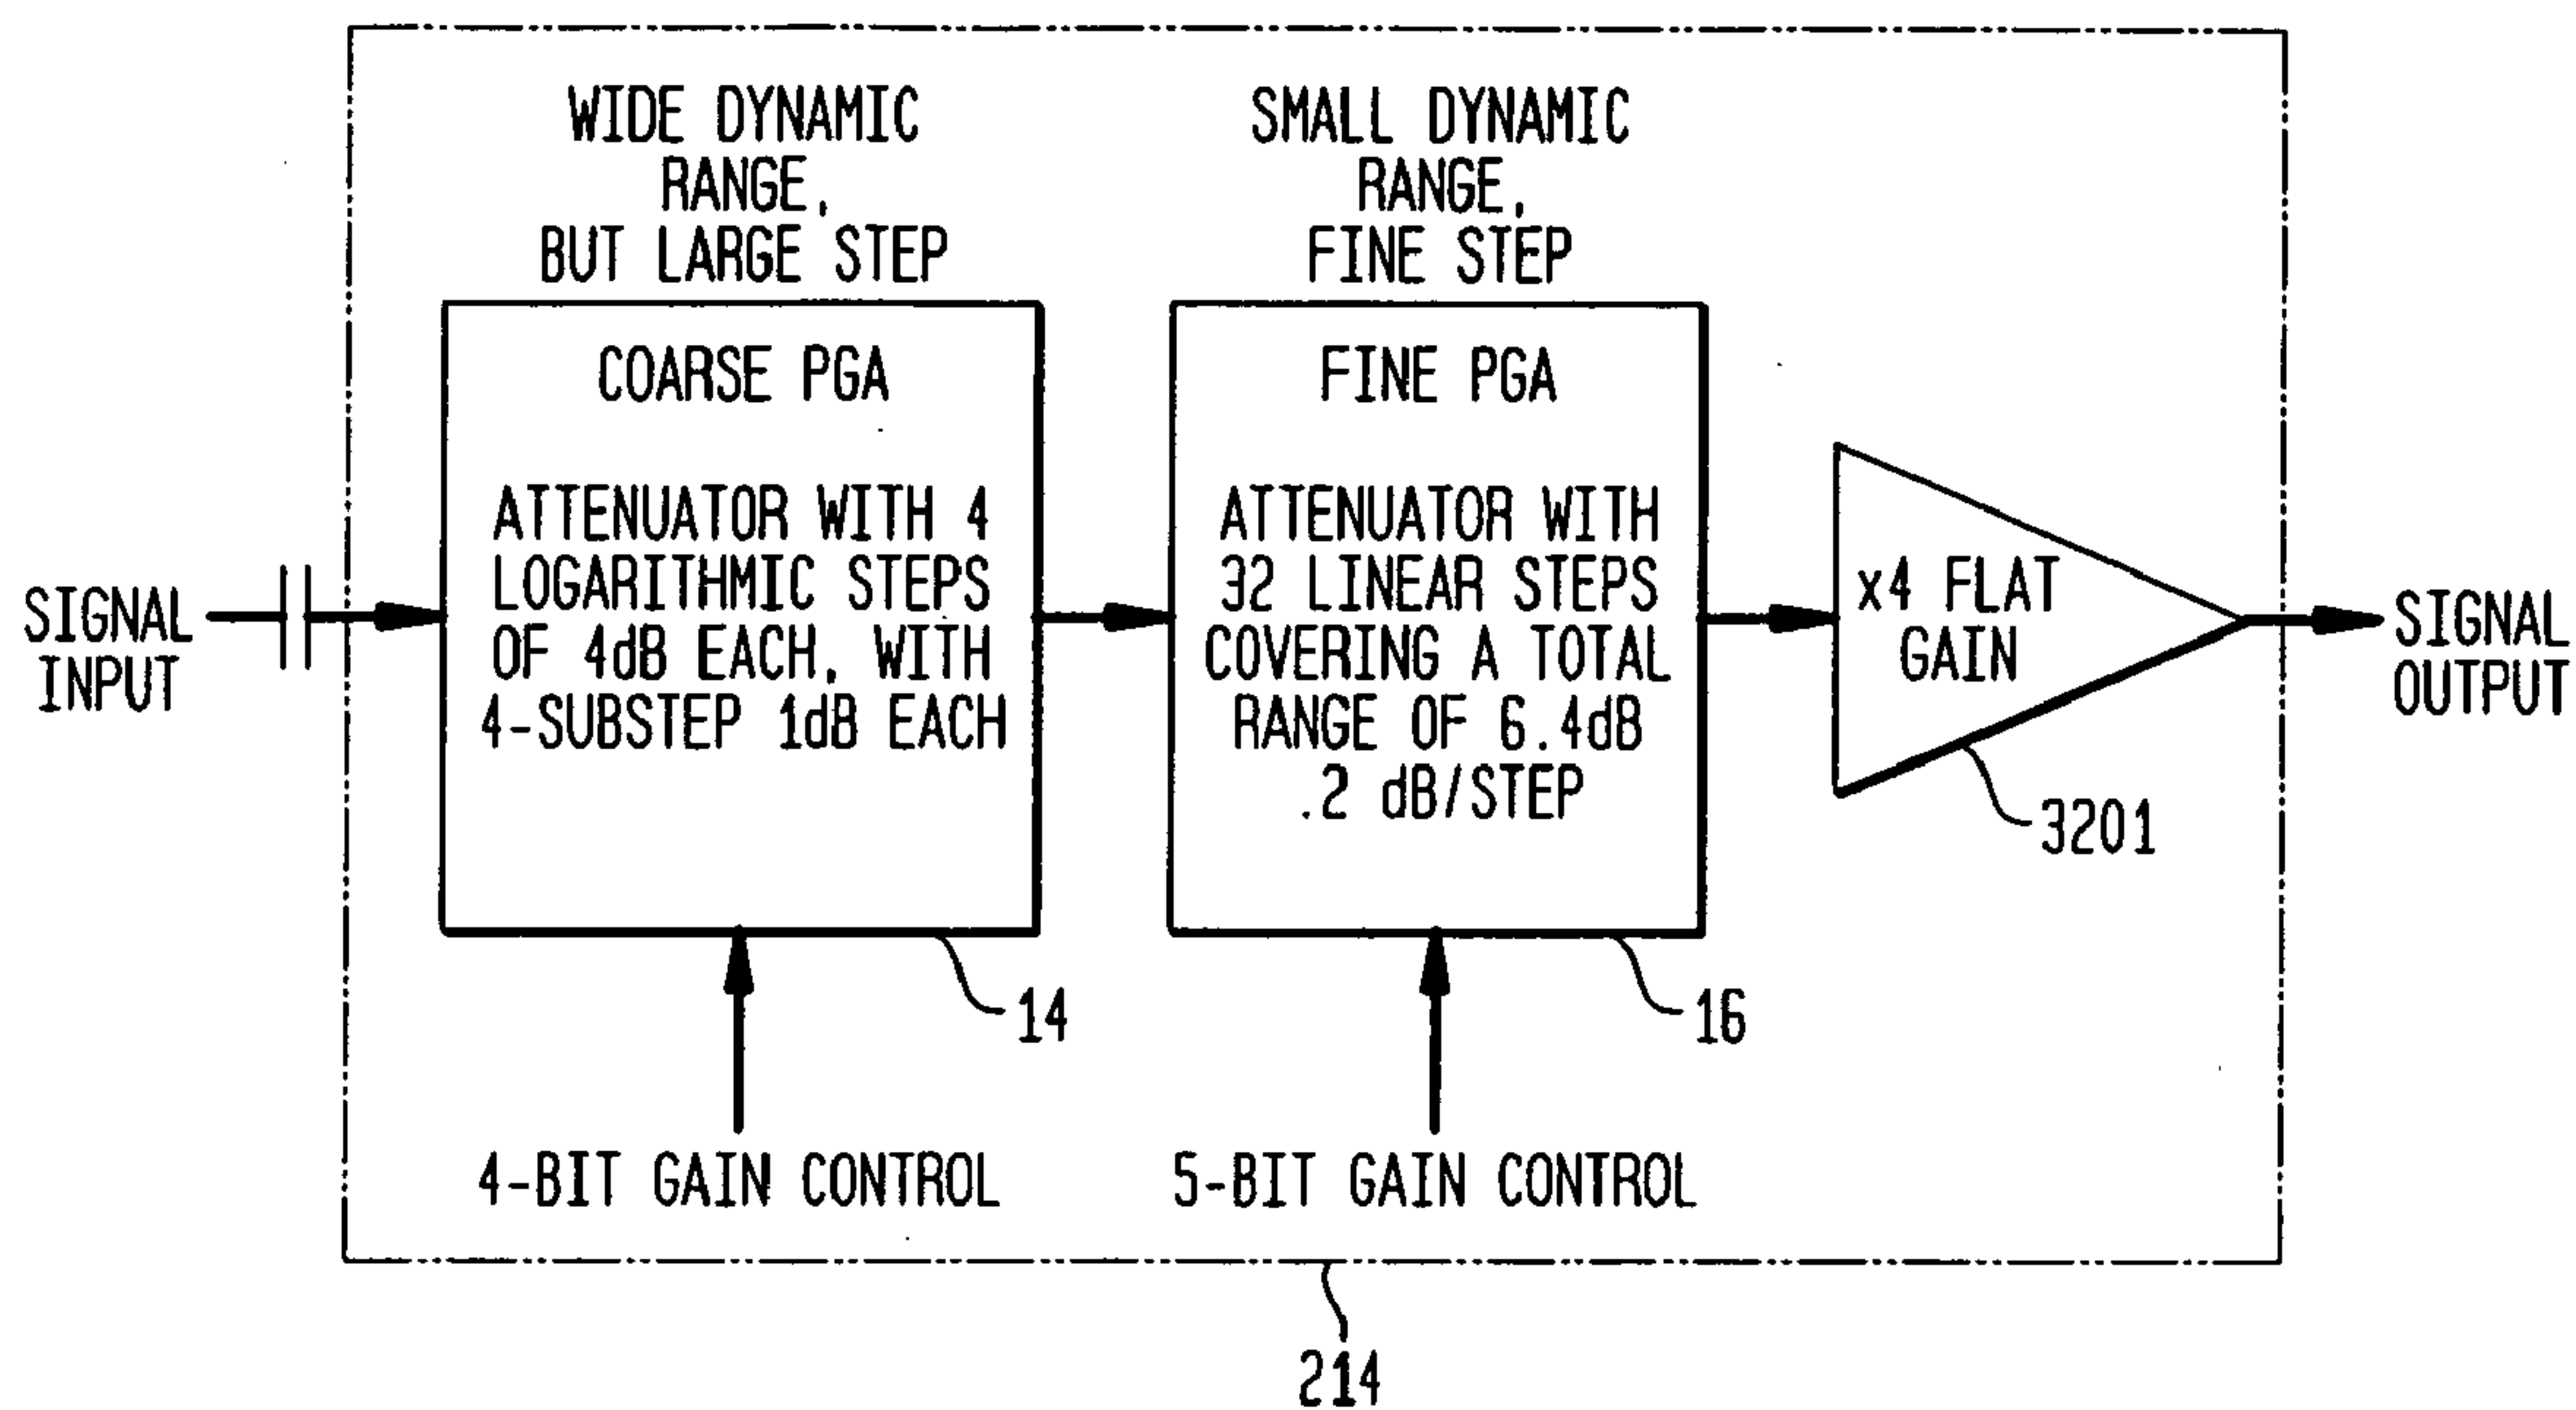 WIDE DYNAMIC
RANGE,
BUT LARGE STEP
SMALL DYNAMIC
RANGE,
FINE STEP
COARSE PGA
ATTENUATOR WITH 4
LOGARITHMIC STEPS
OF 4dB EACH, WITH
4-SUBSTEP 1dB EACH
FINE PGA
ATTENUATOR WITH
32 LINEAR STEPS
COVERING A TOTAL
RANGE OF 6.4dB
.2 dB/STEP
x4 FLAT
GAIN
SIGNAL
INPUT
SIGNAL
OUTPUT
3201
14
16
4-BIT GAIN CONTROL
5-BIT GAIN CONTROL
214